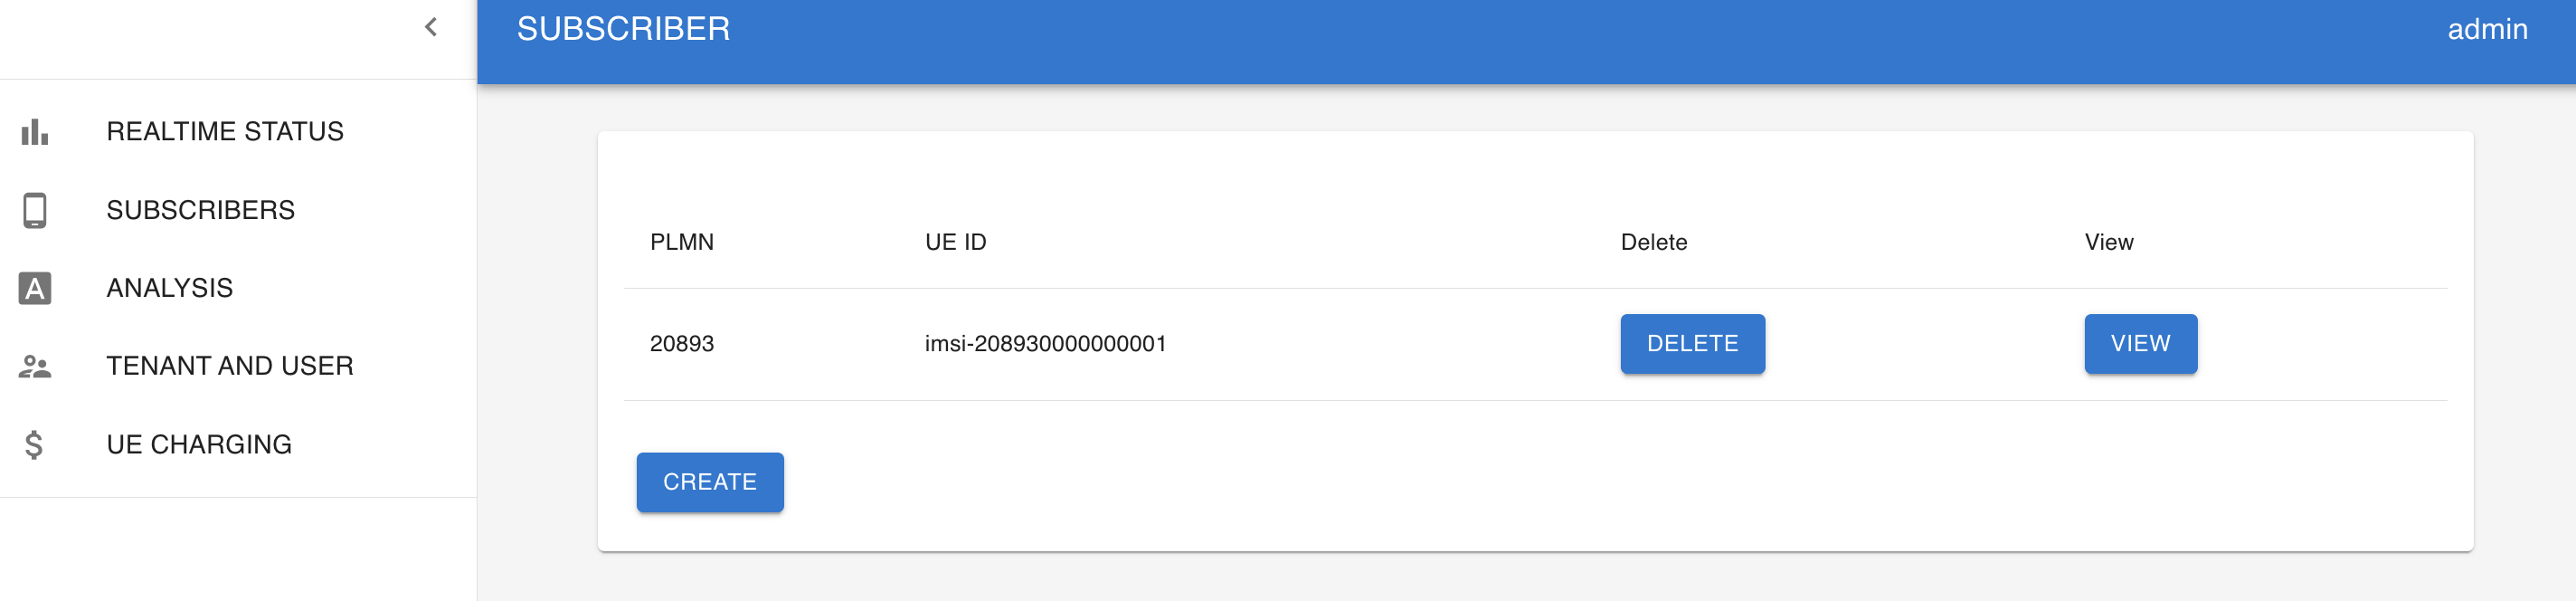 SUBSCRIBER
admin
REALTIME STATUS
SUBSCRIBERS
A ANALYSIS
TENANT AND USER
$ UE CHARGING
PLMN UE ID Delete View
20893 imsi-208930000000001 DELETE VIEW
CREATE